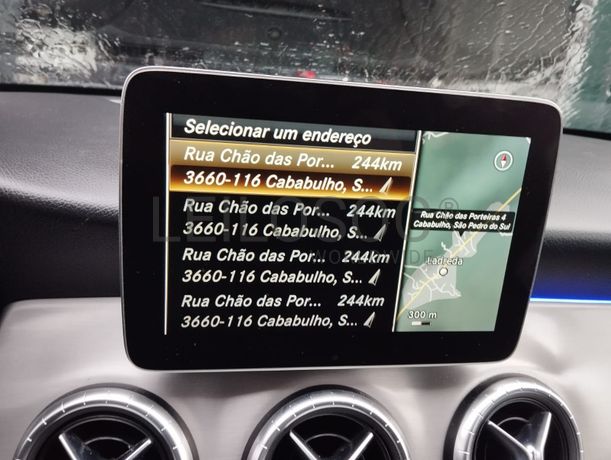 Selecionar um endereço
Rua Chão das Por... 244km
3660-116 Cababulho, S...
Rua Chão das Por... 244km
3660-116 Cababulho, S...
Rua Chão das Por... 244km
3660-116 Cababulho, S...
Rua Chão das Por... 244km
3660-116 Cababulho, S...
Rua Chão das Porteiras 4
Cababulho, São Pedro do Sul
Ladreda
300 m